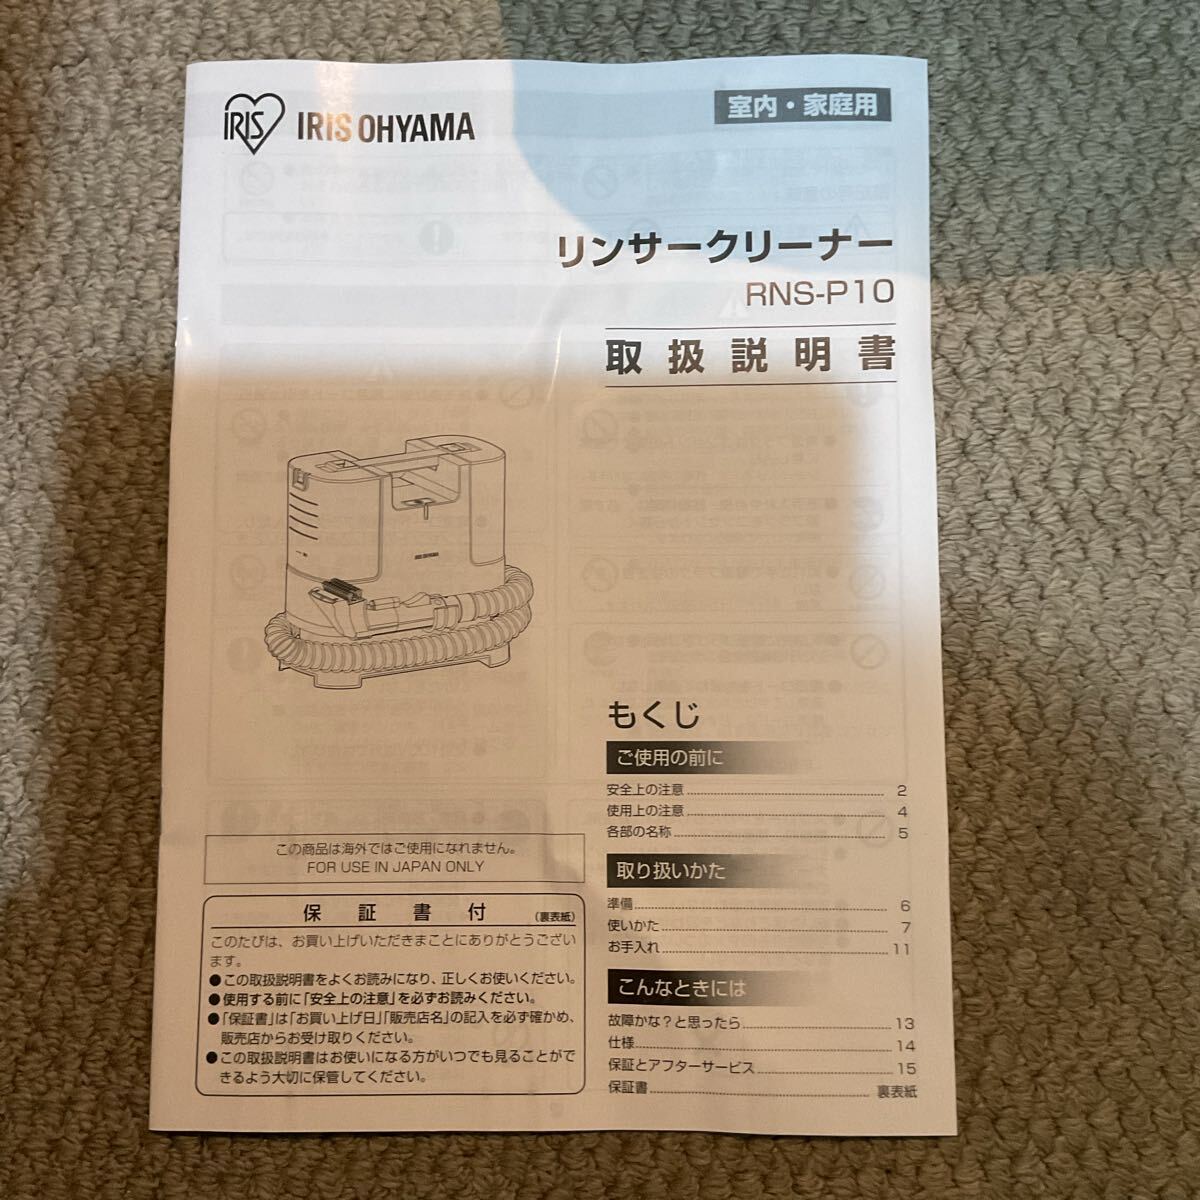 IRIS
IRIS OHYAMA
室内・家庭用
リンサークリーナー
RNS-P10
取扱説明書
IRIS OHYAMA
この商品は海外ではご使用になれません。
FOR USE IN JAPAN ONLY
保証書付 (裏表紙)
このたびは、お買い上げいただきまことにありがとうござい
ます。
●この取扱説明書をよくお読みになり、正しくお使いください。
●使用する前に「安全上の注意」を必ずお読みください。
●「保証書」は「お買い上げ日」「販売店名」の記入を必ず確かめ、
販売店からお受け取りください。
●この取扱説明書はお使いになる方がいつでも見ることがで
きるよう大切に保管してください。
もくじ
ご使用の前に
安全上の注意 2
使用上の注意 4
各部の名称 5
取り扱いかた
準備 6
使いかた 7
お手入れ 11
こんなときには
故障かな?と思ったら 13
仕様 14
保証とアフターサービス 15
保証書 裏表紙